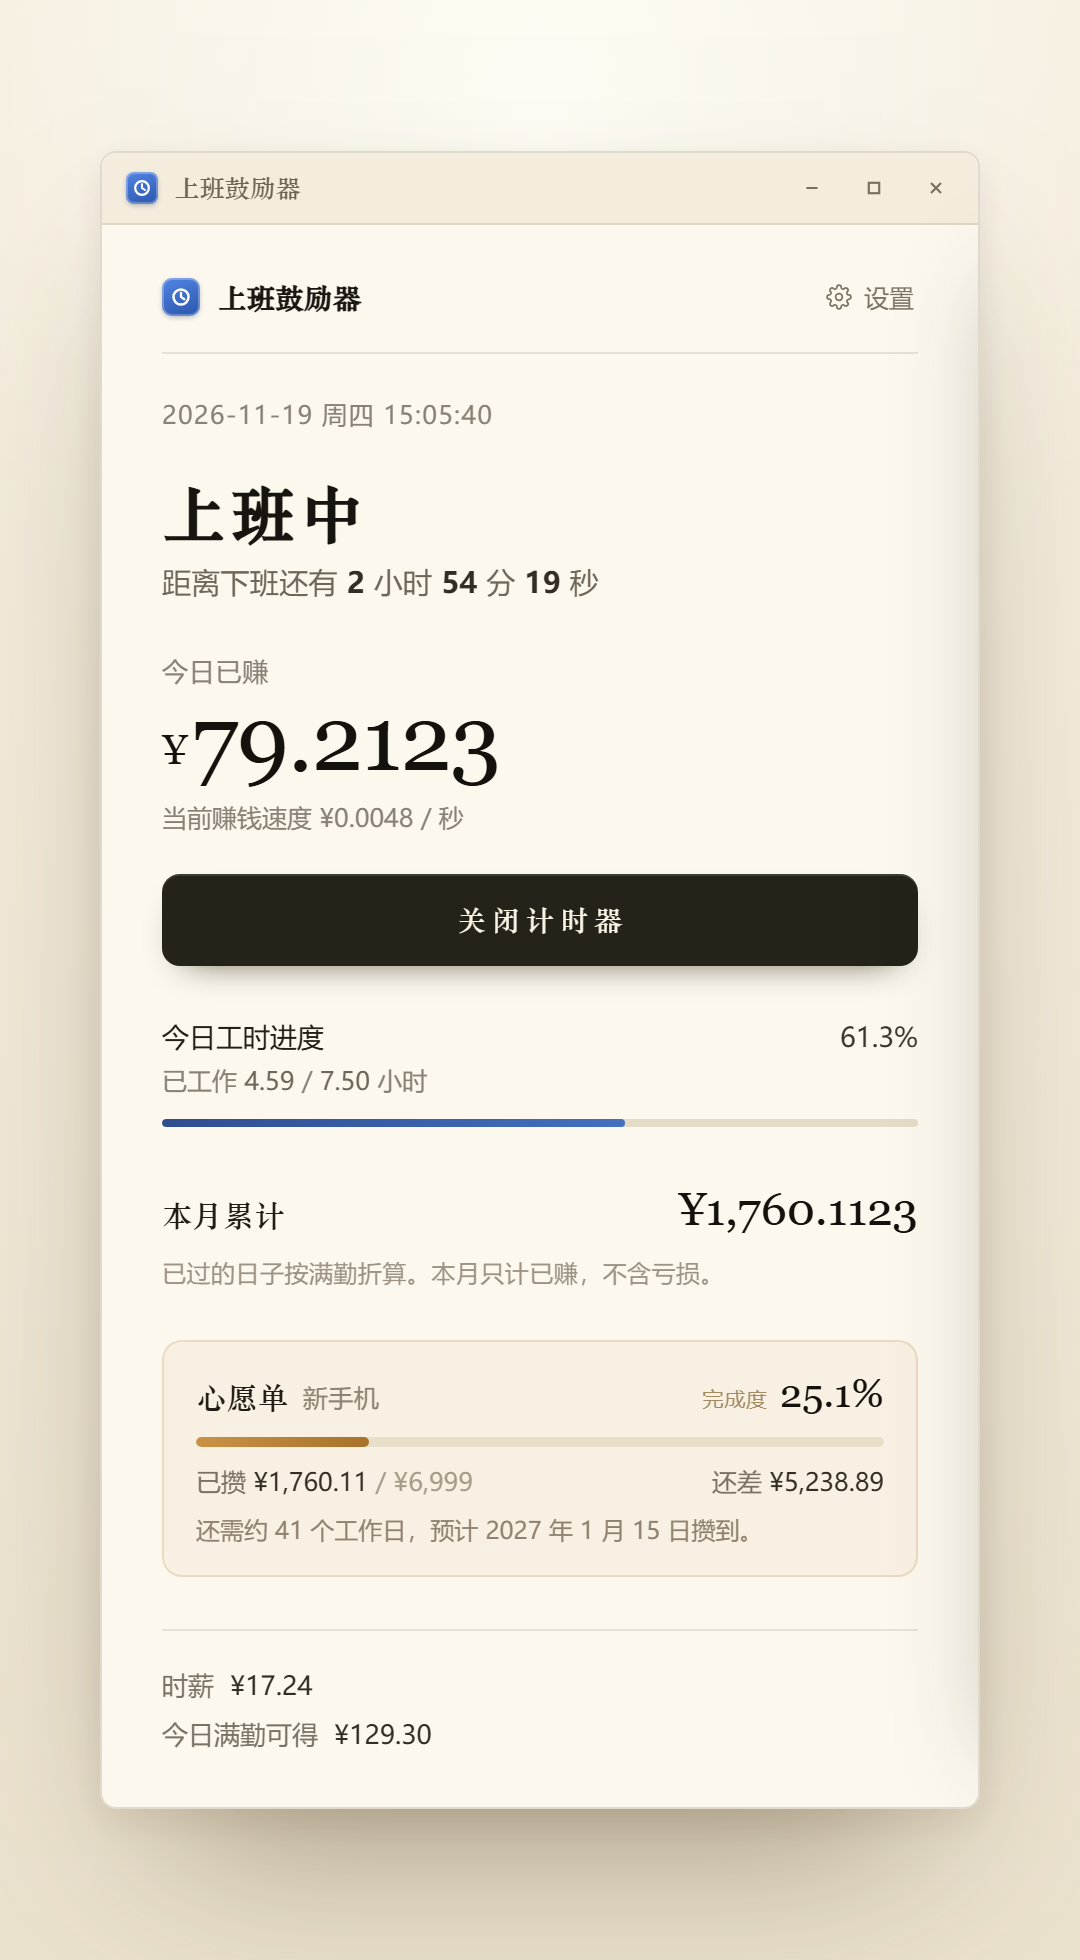 上班鼓励器
上班鼓励器 设置
2026-11-19 周四 15:05:40
上班中
距离下班还有 2 小时 54 分 19 秒
今日已赚
¥79.2123
当前赚钱速度 ¥0.0048 / 秒
关闭计时器
今日工时进度 61.3%
已工作 4.59 / 7.50 小时
本月累计 ¥1,760.1123
已过的日子按满勤折算。本月只计已赚，不含亏损。
心愿单 新手机 完成度 25.1%
已攒 ¥1,760.11 / ¥6,999 还差 ¥5,238.89
还需约 41 个工作日，预计 2027 年 1 月 15 日攒到。
时薪 ¥17.24
今日满勤可得 ¥129.30